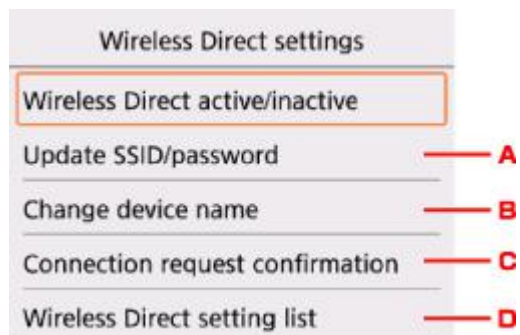 Wireless Direct settings
Wireless Direct active/inactive
Update SSID/password A
Change device name B
Connection request confirmation C
Wireless Direct setting list D